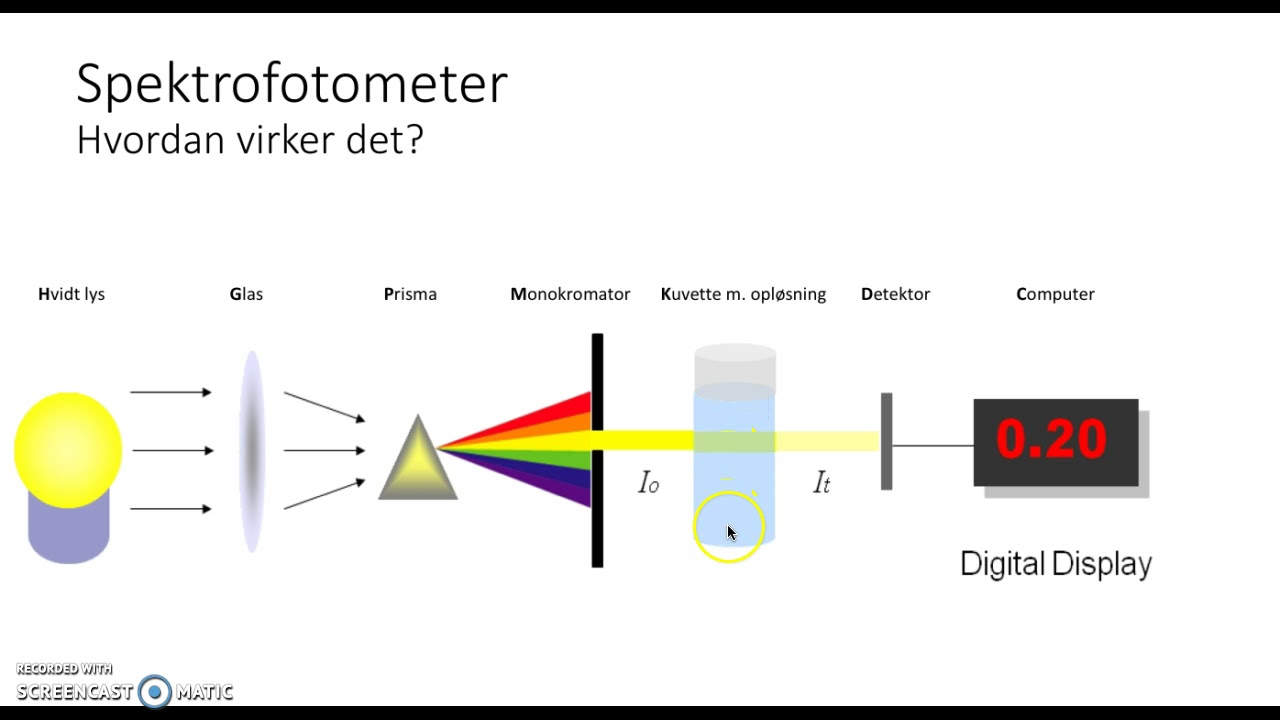 Spektrofotometer
Hvordan virker det?
Hvidt lys Glas Prisma Monokromator Kuvette m. opløsning Detektor Computer
0.20
Io It
Digital Display
RECORDED WITH
SCREENCAST MATIC